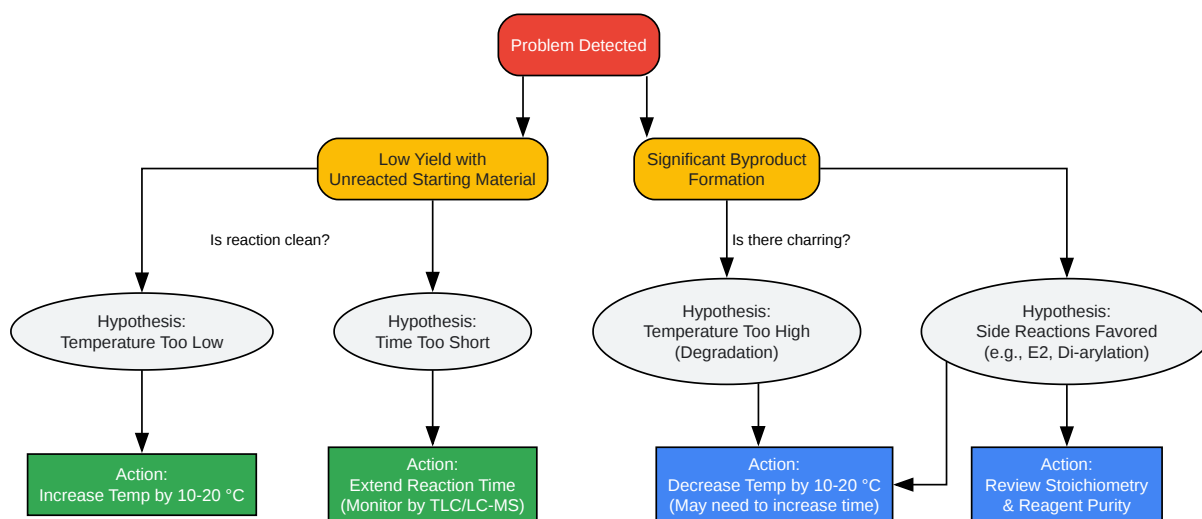 Problem Detected
Low Yield with
Unreacted Starting Material
Significant Byproduct
Formation
Is reaction clean?
Is there charring?
Hypothesis:
Temperature Too Low
Hypothesis:
Time Too Short
Hypothesis:
Temperature Too High
(Degradation)
Hypothesis:
Side Reactions Favored
(e.g., E2, Di-arylation)
Action:
Increase Temp by 10-20 °C
Action:
Extend Reaction Time
(Monitor by TLC/LC-MS)
Action:
Decrease Temp by 10-20 °C
(May need to increase time)
Action:
Review Stoichiometry
& Reagent Purity